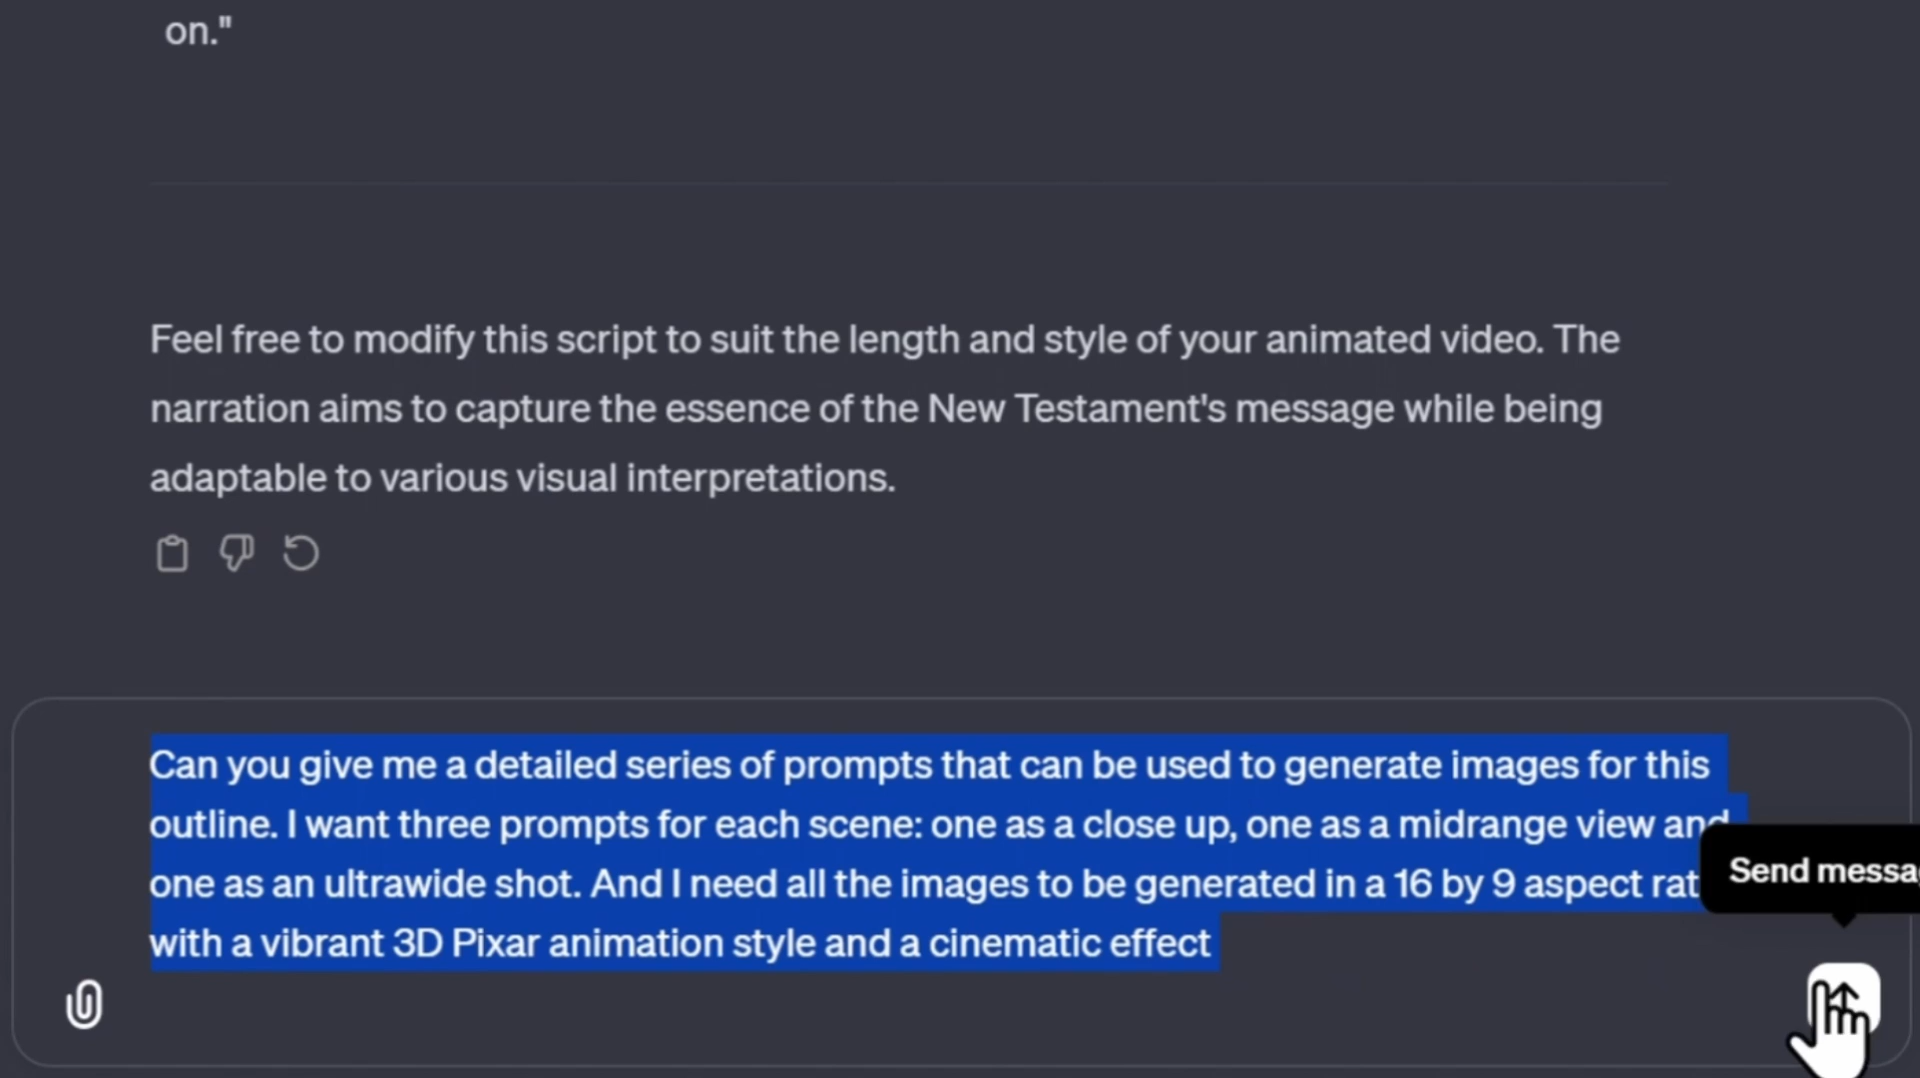 on."
Feel free to modify this script to suit the length and style of your animated video. The
narration aims to capture the essence of the New Testament's message while being
adaptable to various visual interpretations.
Can you give me a detailed series of prompts that can be used to generate images for this
outline. I want three prompts for each scene: one as a close up, one as a midrange view and
one as an ultrawide shot. And I need all the images to be generated in a 16 by 9 aspect rat
Send messa
with a vibrant 3D Pixar animation style and a cinematic effect